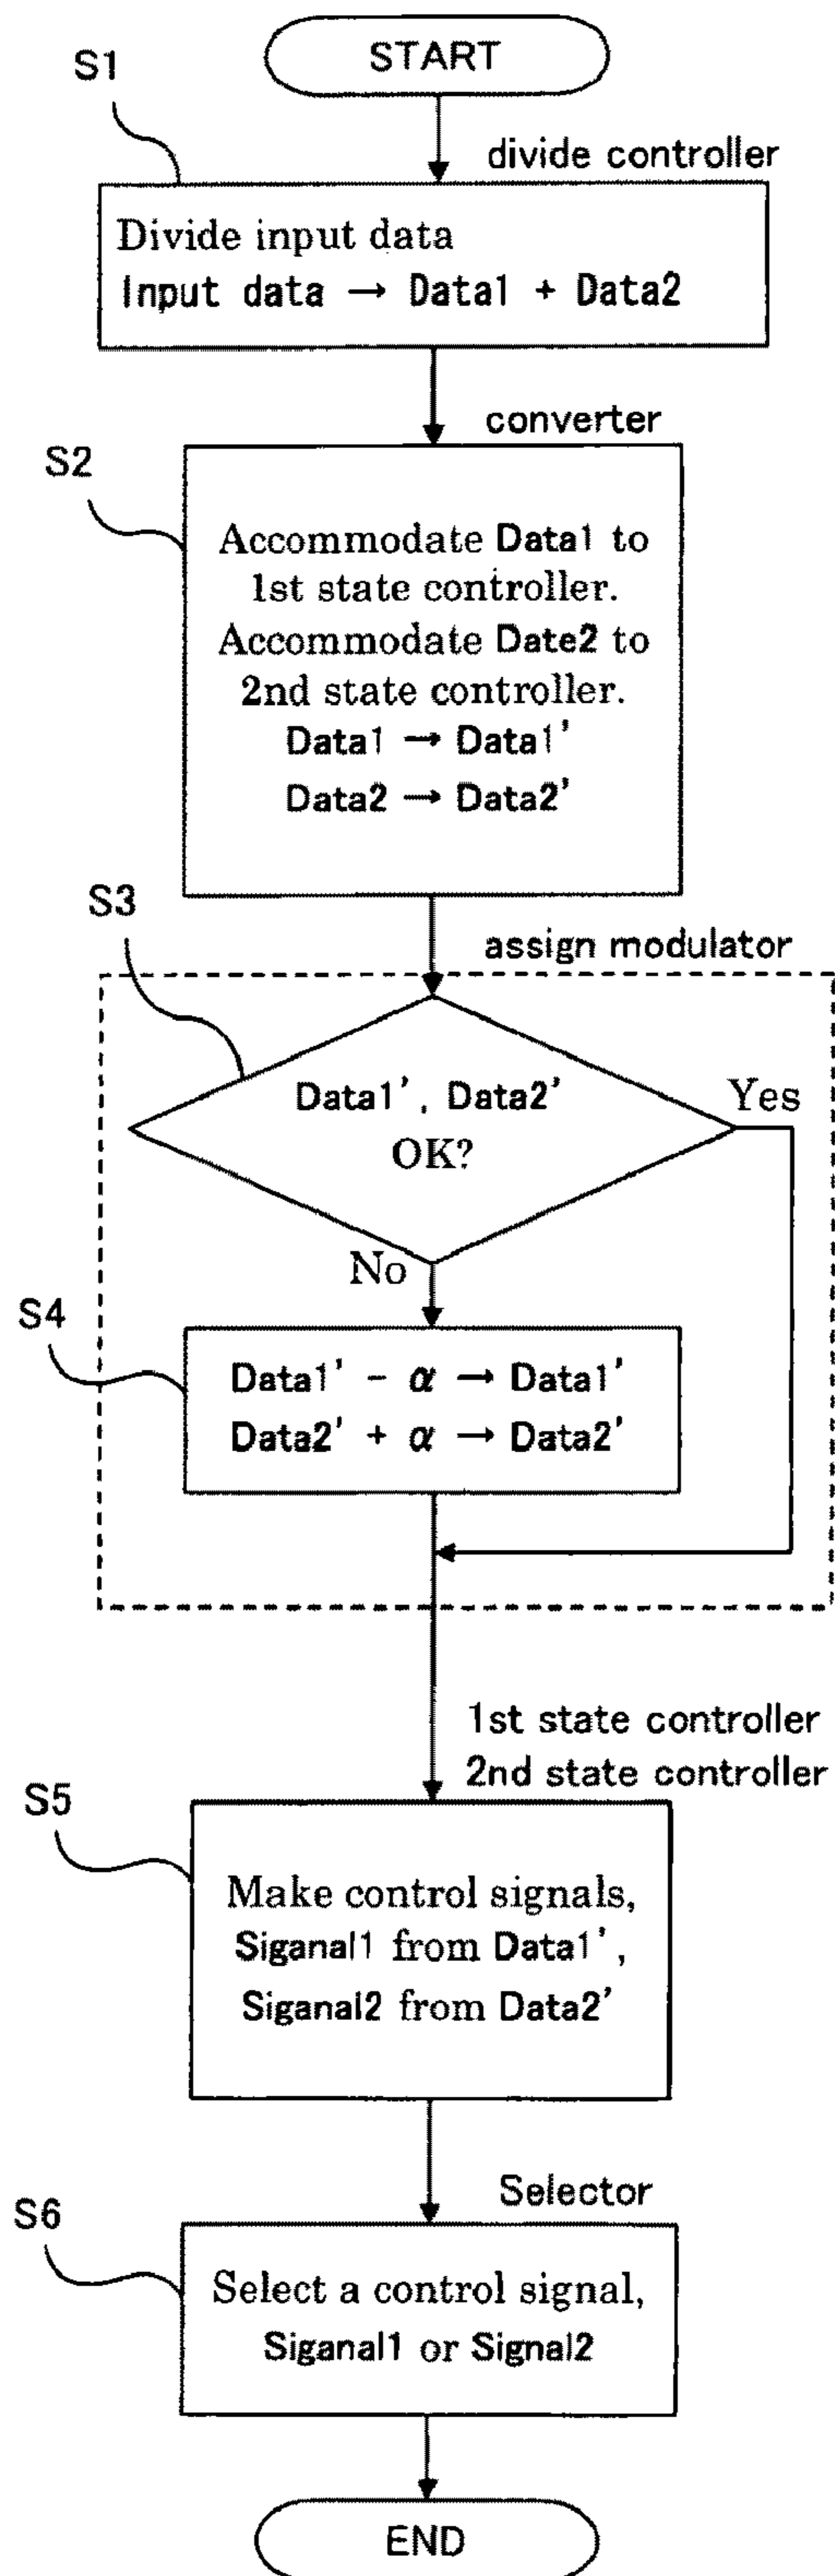 START
S1
divide controller
Divide input data
Input data → Data1 + Data2
converter
S2
Accommodate Data1 to
1st state controller.
Accommodate Date2 to
2nd state controller.
Data1 → Data1'
Data2 → Data2'
S3
assign modulator
Data1', Data2'
OK?
Yes
No
S4
Data1' - α → Data1'
Data2' + α → Data2'
1st state controller
2nd state controller
S5
Make control signals,
Siganal1 from Data1',
Siganal2 from Data2'
Selector
S6
Select a control signal,
Siganal1 or Signal2
END